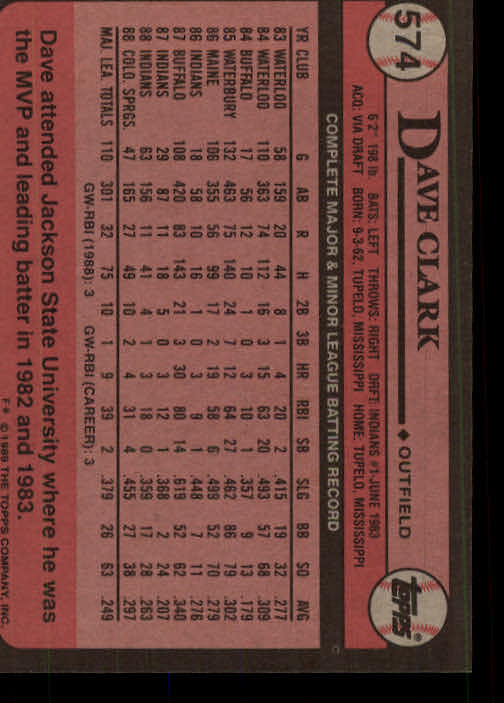 574
DAVE CLARK
◆ OUTFIELD
TOPPS®
6'2" 198 lb. BATS: LEFT THROWS: RIGHT DRFT: INDIANS #1-JUNE 1983
ACQ: VIA DRAFT BORN: 9-3-62, TUPELO, MISSISSIPPI HOME: TUPELO, MISSISSIPPI
COMPLETE MAJOR & MINOR LEAGUE BATTING RECORD
YR CLUB G AB R H 2B 3B HR RBI SB SLG BB SO AVG
83 WATERLOO 58 159 20 44 8 1 4 20 2 .415 19 32 .277
84 WATERLOO 110 363 74 112 16 3 15 63 20 .493 57 68 .309
84 BUFFALO 17 56 12 10 1 0 3 10 1 .357 9 13 .179
85 WATERBURY 132 463 75 140 24 7 12 64 27 .462 86 79 .302
86 MAINE 106 355 56 99 17 2 19 58 6 .499 52 70 .279
86 INDIANS 18 58 10 16 1 0 3 9 1 .448 7 11 .276
87 BUFFALO 108 420 83 143 21 3 30 80 14 .619 52 62 .340
87 INDIANS 29 87 11 18 5 0 3 12 1 .368 2 24 .207
88 INDIANS 63 156 11 41 4 1 3 18 0 .359 17 28 .263
88 COLO. SPRGS. 47 165 27 49 10 2 4 31 4 .455 27 38 .297
MAJ. LEA. TOTALS 110 301 32 75 10 1 9 39 2 .379 26 63 .249
GW-RBI (1988): 3 GW-RBI (CAREER): 3
Dave attended Jackson State University where he was
the MVP and leading batter in 1982 and 1983.
F* © 1989 THE TOPPS COMPANY, INC.